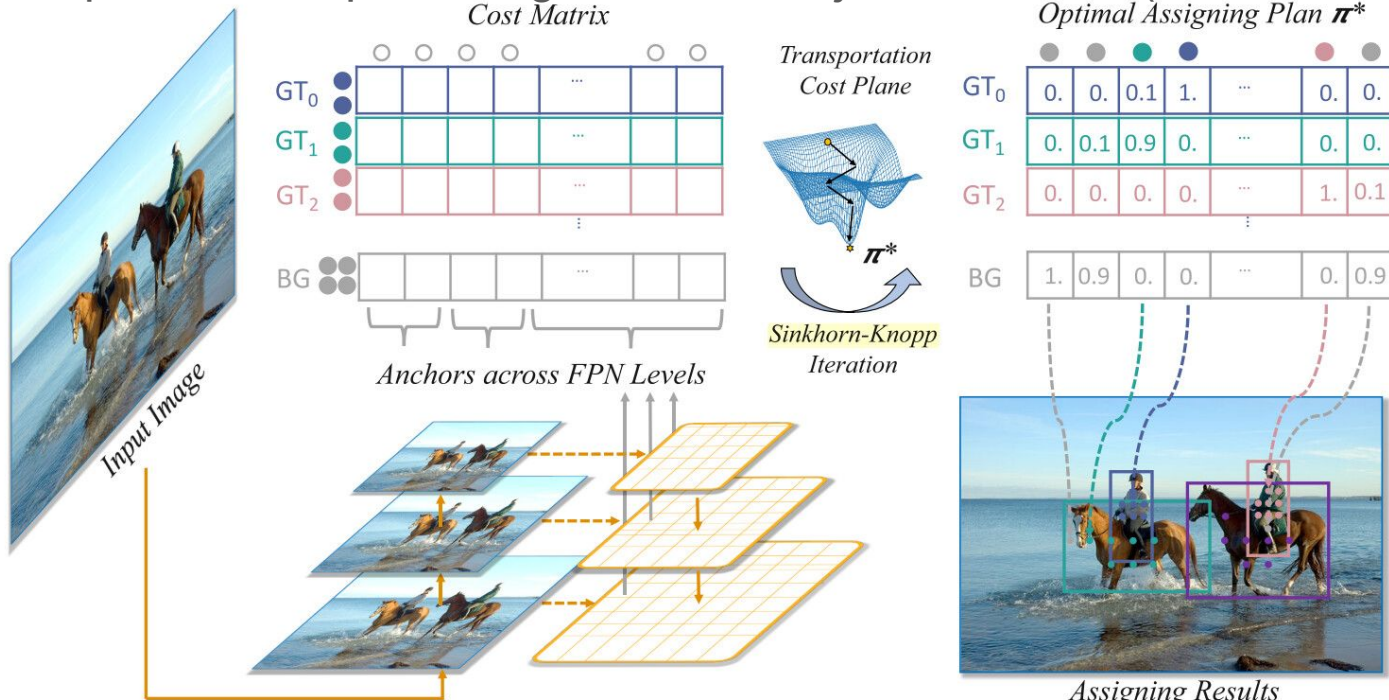 Cost Matrix
GT0
GT1
GT2
BG
...
...
...
...
...
Anchors across FPN Levels
Input Image
Transportation
Cost Plane
π*
Sinkhorn-Knopp
Iteration
Optimal Assigning Plan π*
GT0 0. 0. 0.1 1. ... 0. 0.
GT1 0. 0.1 0.9 0. ... 0. 0.
GT2 0. 0. 0. 0. ... 1. 0.1
...
BG 1. 0.9 0. 0. ... 0. 0.9
Assigning Results